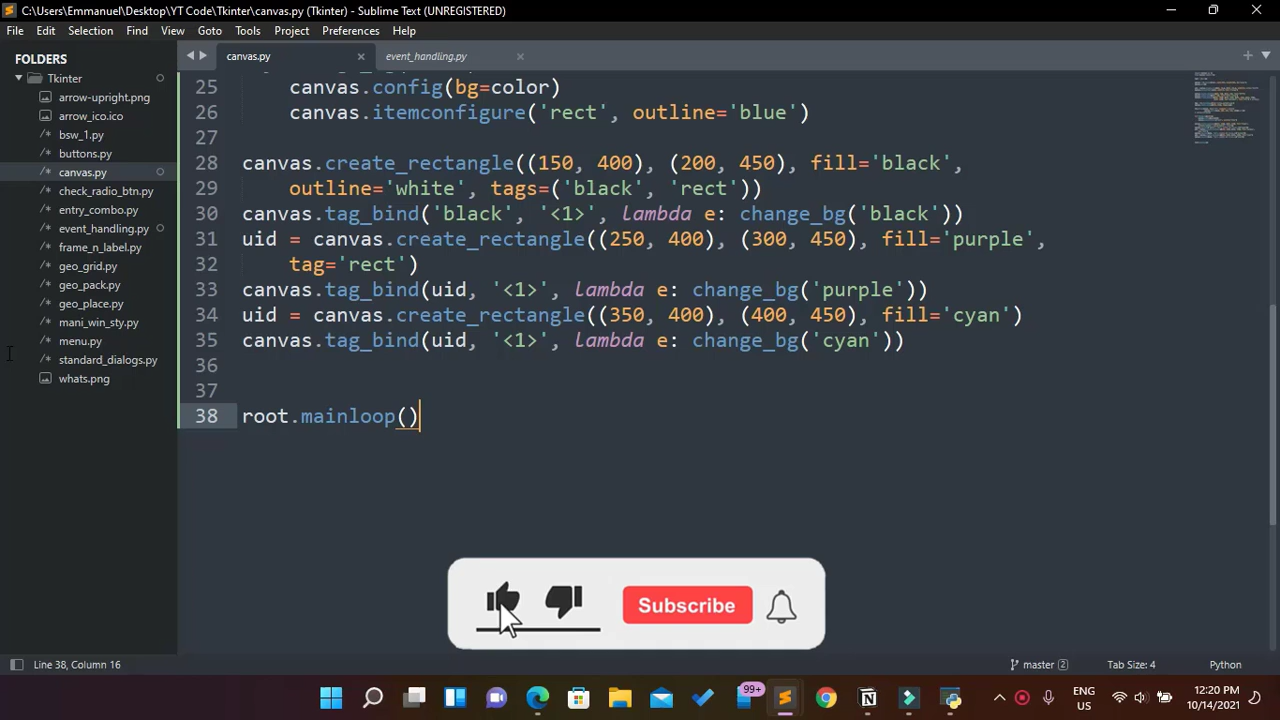 C:\Users\Emmanuel\Desktop\YT Code\Tkinter\canvas.py (Tkinter) - Sublime Text (UNREGISTERED)
File Edit Selection Find View Goto Tools Project Preferences Help
FOLDERS
Tkinter
arrow-upright.png
arrow_ico.ico
bsw_1.py
buttons.py
canvas.py
check_radio_btn.py
entry_combo.py
event_handling.py
frame_n_label.py
geo_grid.py
geo_pack.py
geo_place.py
mani_win_sty.py
menu.py
standard_dialogs.py
whats.png
canvas.py
event_handling.py
25 canvas.config(bg=color)
26 canvas.itemconfigure('rect', outline='blue')
27
28 canvas.create_rectangle((150, 400), (200, 450), fill='black',
29 outline='white', tags=('black', 'rect'))
30 canvas.tag_bind('black', '<1>', lambda e: change_bg('black'))
31 uid = canvas.create_rectangle((250, 400), (300, 450), fill='purple',
32 tag='rect')
33 canvas.tag_bind(uid, '<1>', lambda e: change_bg('purple'))
34 uid = canvas.create_rectangle((350, 400), (400, 450), fill='cyan')
35 canvas.tag_bind(uid, '<1>', lambda e: change_bg('cyan'))
36
37
38 root.mainloop()
Subscribe
Line 38, Column 16
master 2
Tab Size: 4
Python
99+
ENG
US
12:20 PM
10/14/2021